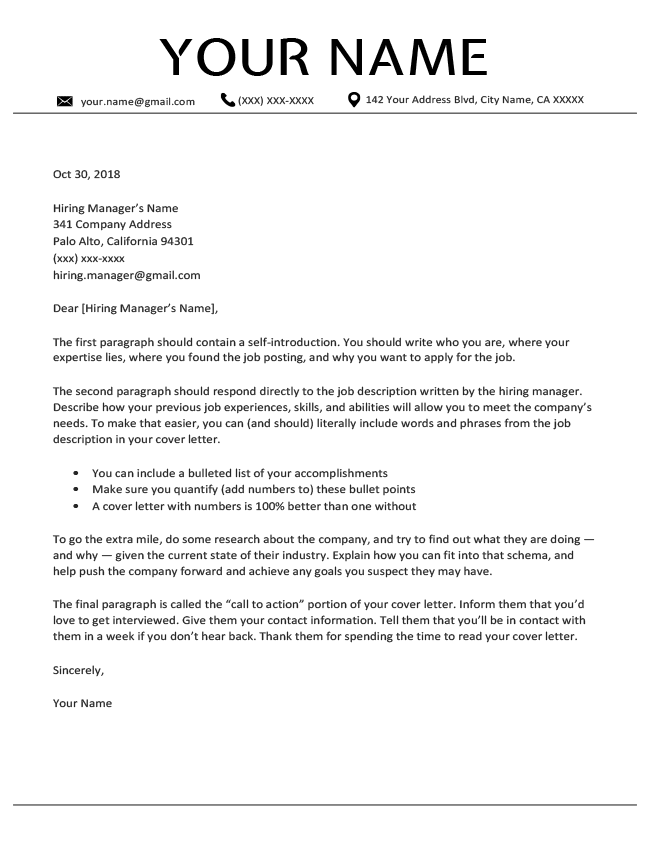 YOUR NAME
your.name@gmail.com (XXX) XXX-XXXX 142 Your Address Blvd, City Name, CA XXXXX
Oct 30, 2018
Hiring Manager’s Name
341 Company Address
Palo Alto, California 94301
(xxx) xxx-xxxx
hiring.manager@gmail.com
Dear [Hiring Manager’s Name],
The first paragraph should contain a self-introduction. You should write who you are, where your
expertise lies, where you found the job posting, and why you want to apply for the job.
The second paragraph should respond directly to the job description written by the hiring manager.
Describe how your previous job experiences, skills, and abilities will allow you to meet the company’s
needs. To make that easier, you can (and should) literally include words and phrases from the job
description in your cover letter.
• You can include a bulleted list of your accomplishments
• Make sure you quantify (add numbers to) these bullet points
• A cover letter with numbers is 100% better than one without
To go the extra mile, do some research about the company, and try to find out what they are doing —
and why — given the current state of their industry. Explain how you can fit into that schema, and
help push the company forward and achieve any goals you suspect they may have.
The final paragraph is called the “call to action” portion of your cover letter. Inform them that you’d
love to get interviewed. Give them your contact information. Tell them that you’ll be in contact with
them in a week if you don’t hear back. Thank them for spending the time to read your cover letter.
Sincerely,
Your Name